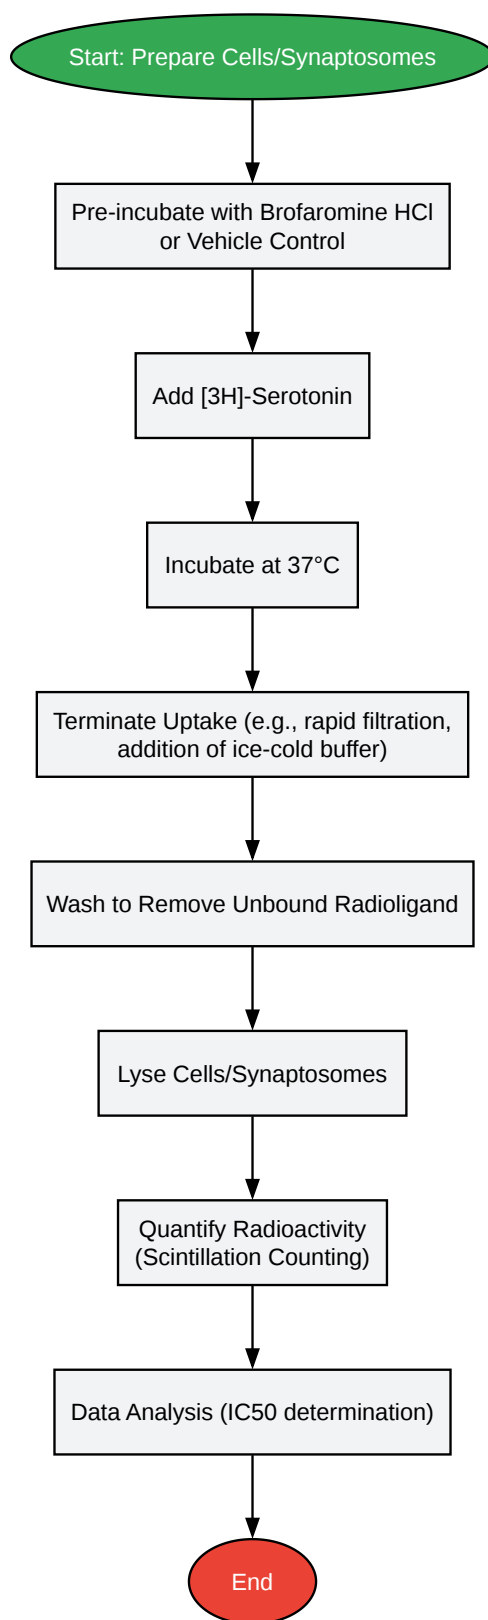 Start: Prepare Cells/Synaptosomes
Pre-incubate with Brofaromine HCl
or Vehicle Control
Add [3H]-Serotonin
Incubate at 37°C
Terminate Uptake (e.g., rapid filtration,
addition of ice-cold buffer)
Wash to Remove Unbound Radioligand
Lyse Cells/Synaptosomes
Quantify Radioactivity
(Scintillation Counting)
Data Analysis (IC50 determination)
End